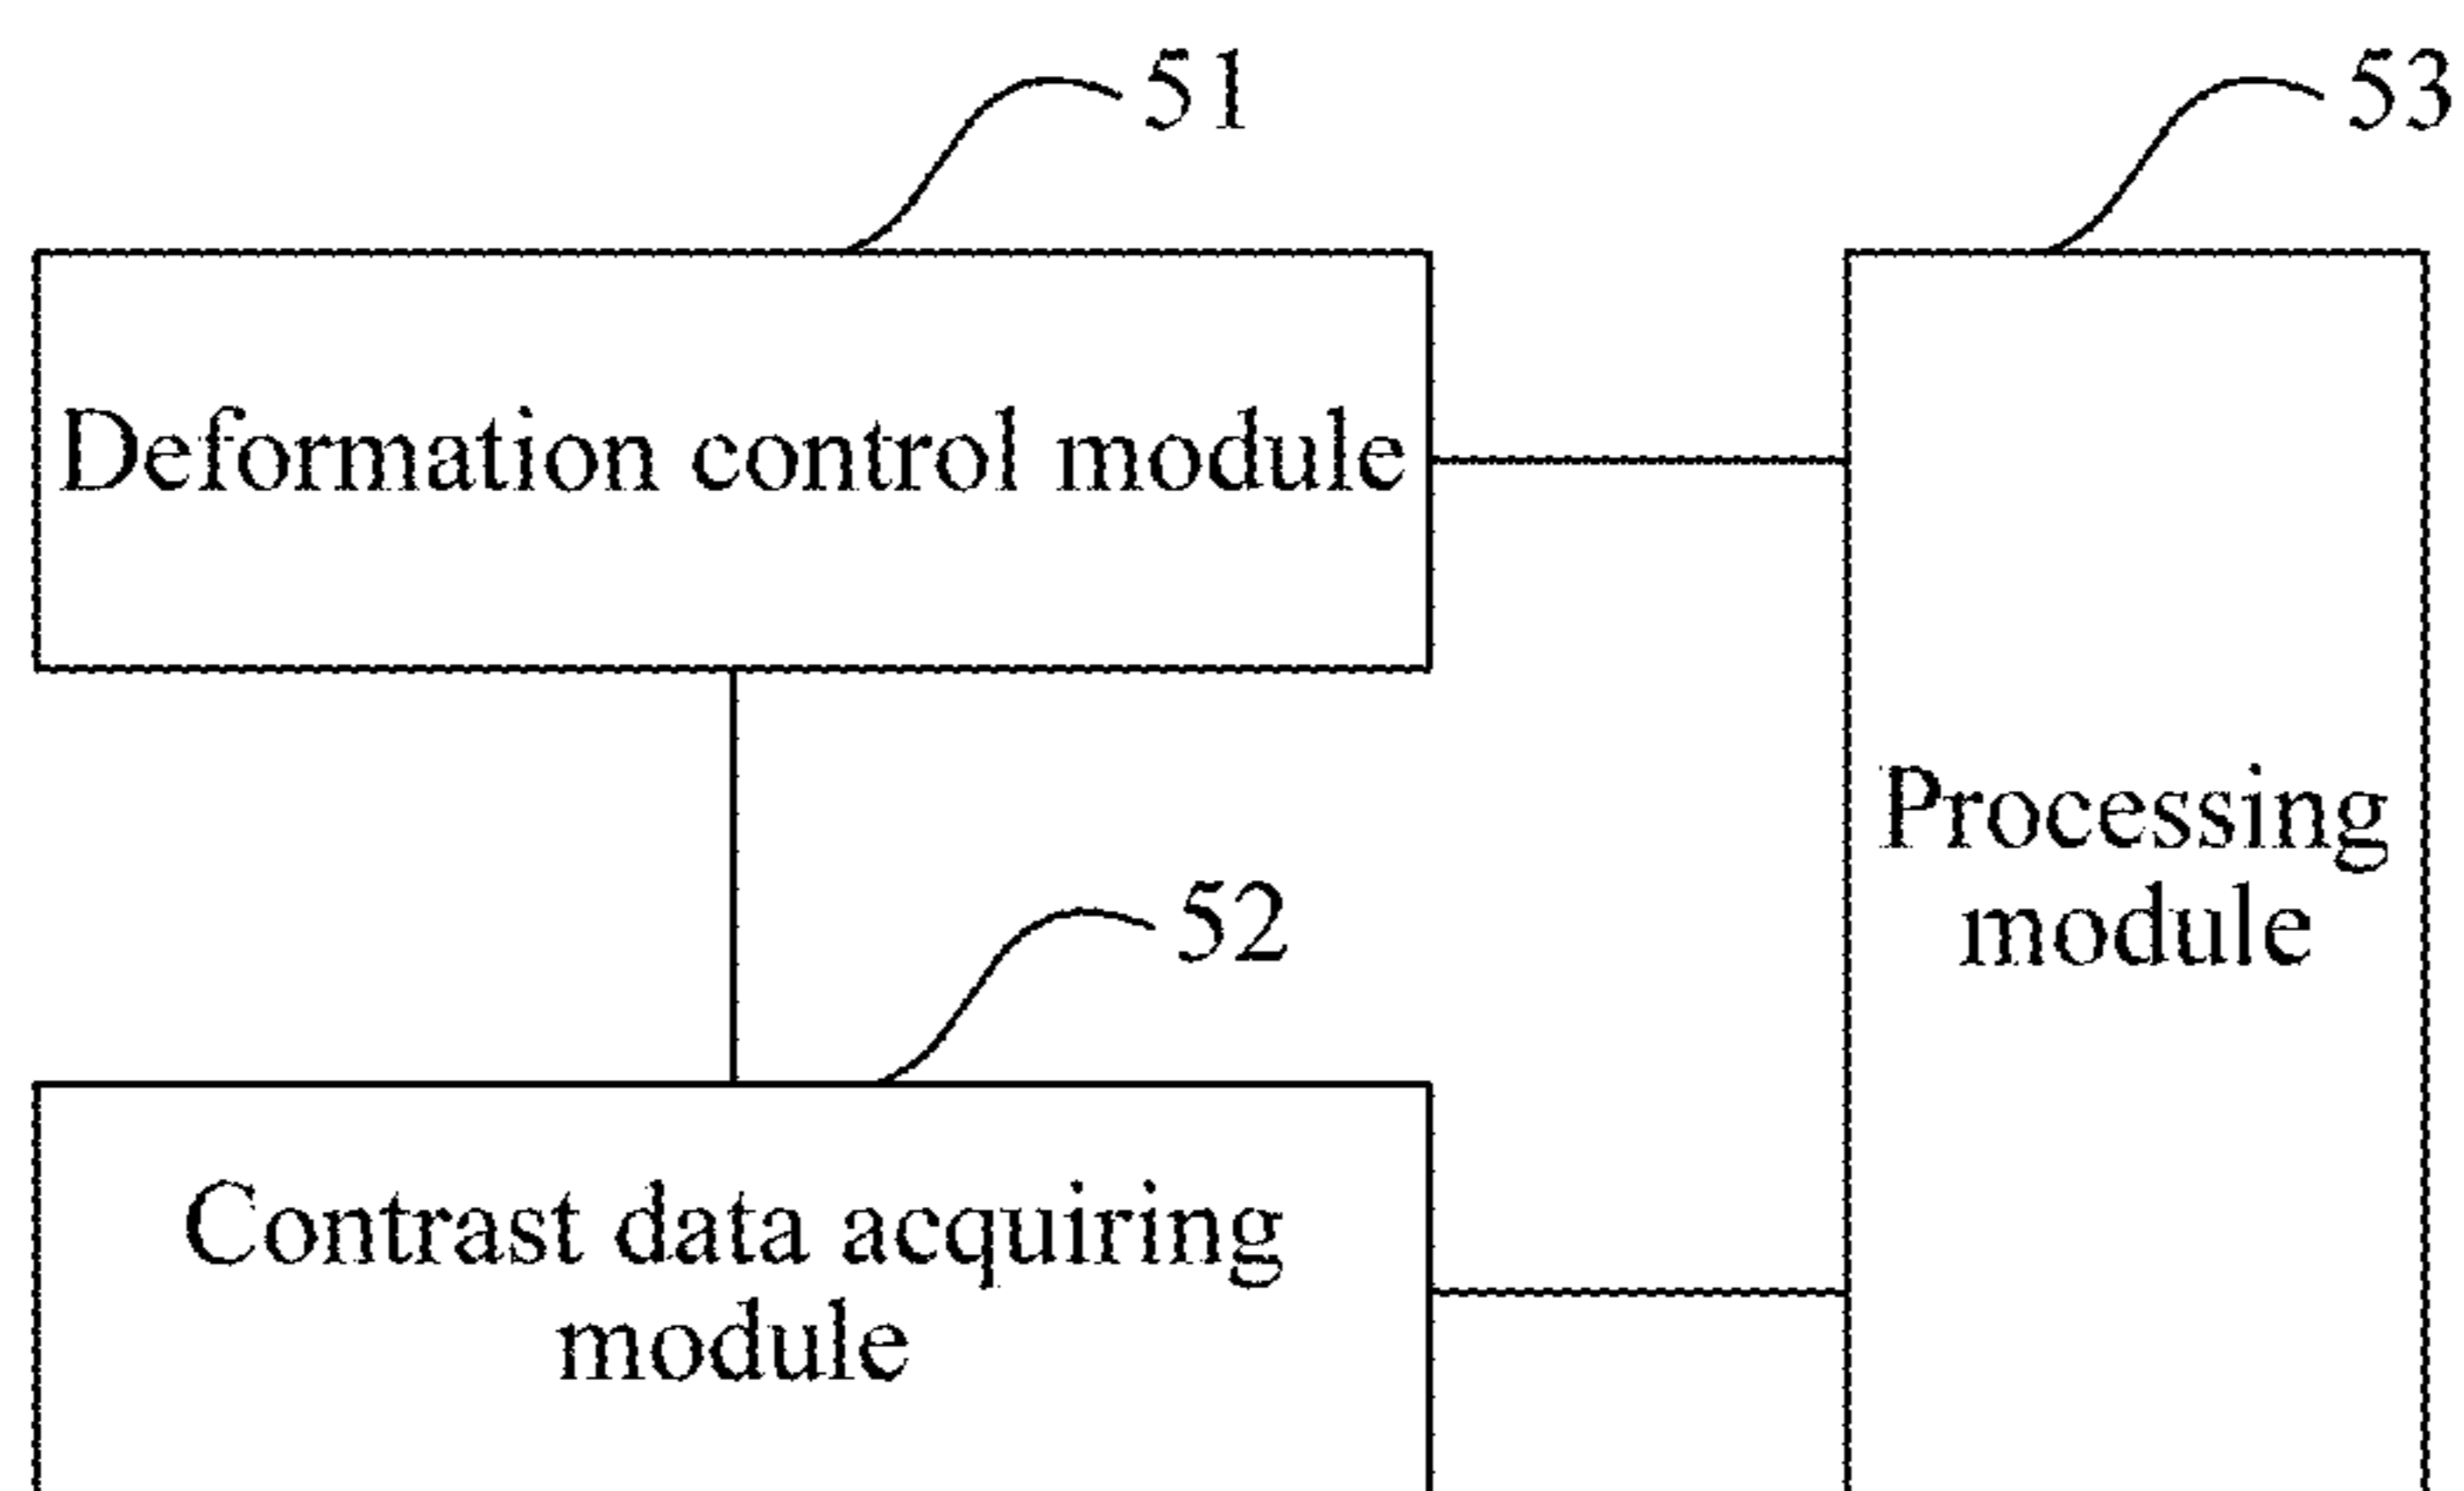 51
53
Deformation control module
Processing
module
52
Contrast data acquiring
module